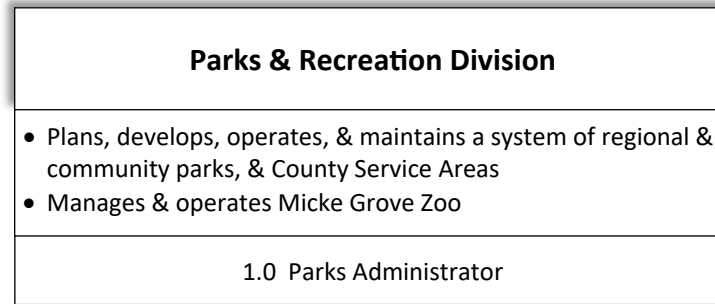 Parks & Recreation Division
• Plans, develops, operates, & maintains a system of regional &
community parks, & County Service Areas
• Manages & operates Micke Grove Zoo
1.0 Parks Administrator